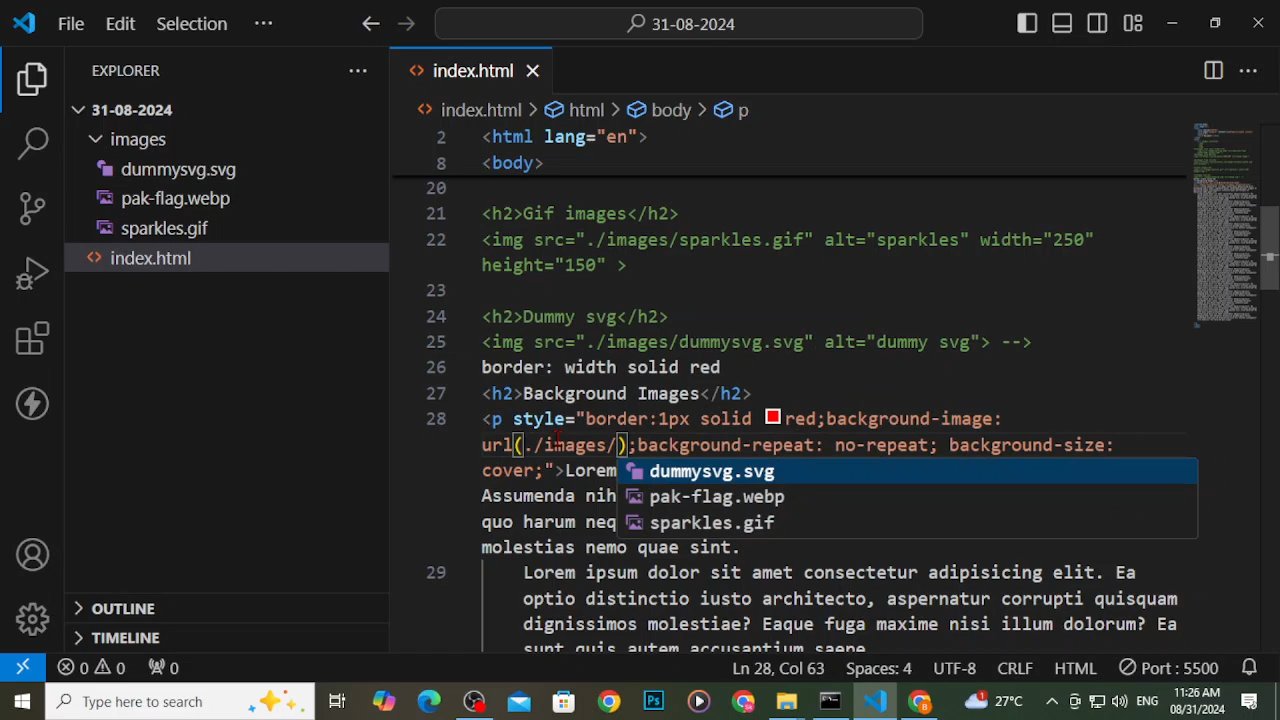 File Edit Selection ··· 31-08-2024
EXPLORER ···
31-08-2024
images
dummysvg.svg
pak-flag.webp
sparkles.gif
index.html
OUTLINE
TIMELINE
index.html
index.html > html > body > p
2 <html lang="en">
8 <body>
20
21 <h2>Gif images</h2>
22 <img src="./images/sparkles.gif" alt="sparkles" width="250"
height="150" >
23
24 <h2>Dummy svg</h2>
25 <img src="./images/dummysvg.svg" alt="dummy svg"> -->
26 border: width solid red
27 <h2>Background Images</h2>
28 <p style="border:1px solid red;background-image:
url(./images/);background-repeat: no-repeat; background-size:
cover;">Lorem
dummysvg.svg
Assumenda nih
pak-flag.webp
quo harum neq
sparkles.gif
molestias nemo quae sint.
29 Lorem ipsum dolor sit amet consectetur adipisicing elit. Ea
optio distinctio iusto architecto, aspernatur corrupti quisquam
dignissimos molestiae? Eaque fuga maxime nisi illum dolorum? Ea
sunt quis autem accusantium saepe
0 0 0 Ln 28, Col 63 Spaces: 4 UTF-8 CRLF HTML Port : 5500
Type here to search 1 27°C ENG 11:26 AM
08/31/2024